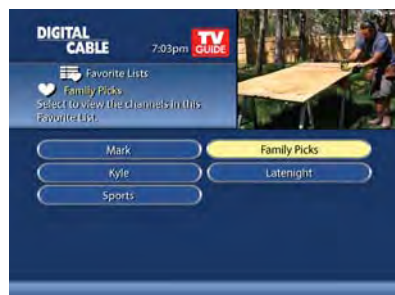 DIGITAL
CABLE
7:03pm
TV
GUIDE
Favorite Lists
Family Picks
Select to view the channels in this
Favorite List.
Mark
Family Picks
Kyle
Latenight
Sports